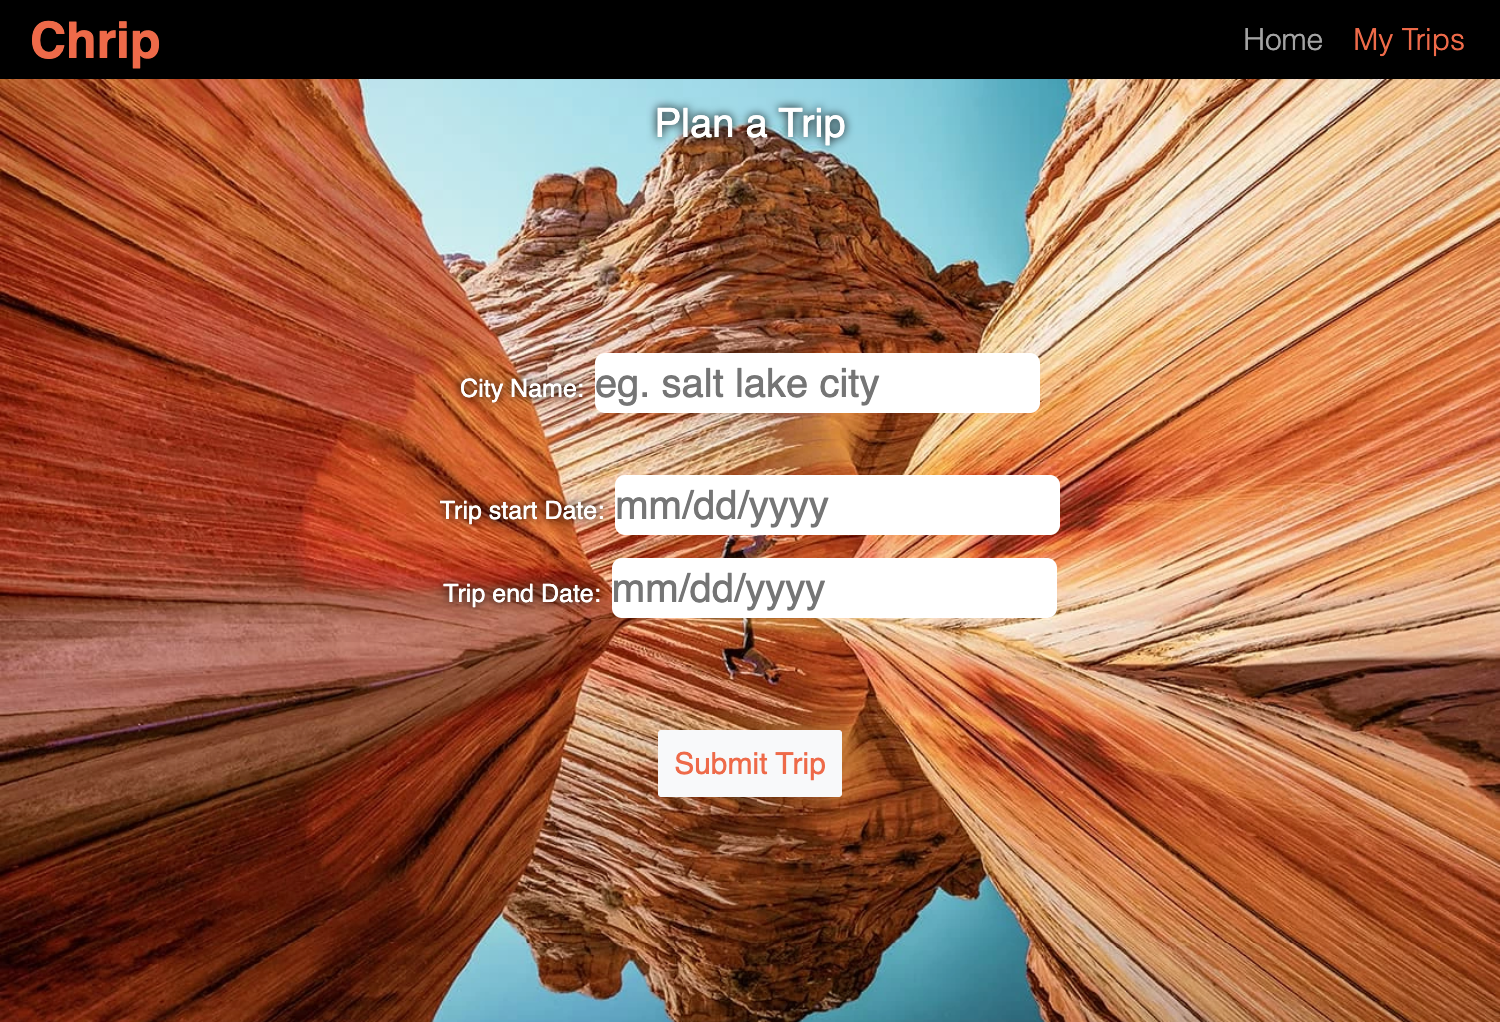 Chrip
Home My Trips
Plan a Trip
City Name: eg. salt lake city
Trip start Date: mm/dd/yyyy
Trip end Date: mm/dd/yyyy
Submit Trip